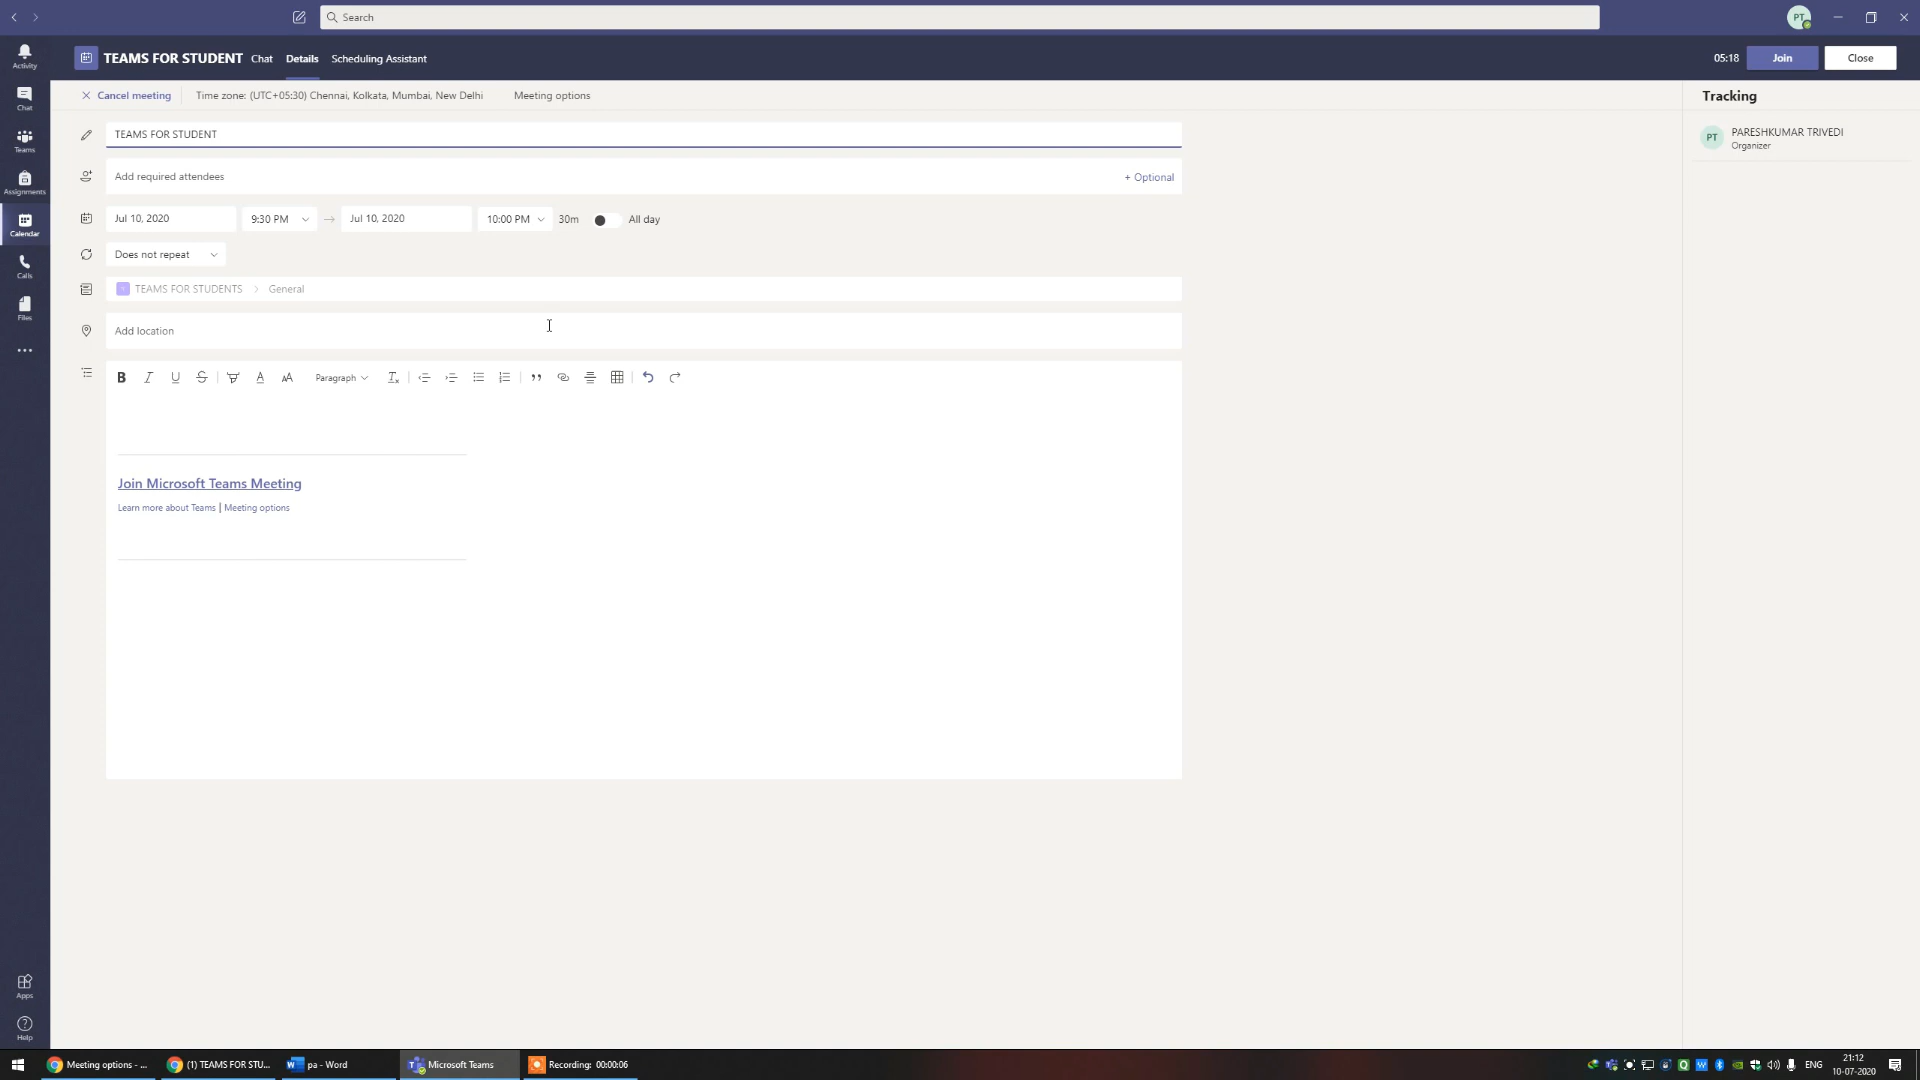 Search
PT
Activity
TEAMS FOR STUDENT Chat Details Scheduling Assistant
05:18 Join Close
Chat
Cancel meeting Time zone: (UTC+05:30) Chennai, Kolkata, Mumbai, New Delhi Meeting options
Tracking
Teams
TEAMS FOR STUDENT
PT PARESHKUMAR TRIVEDI
Organizer
Assignments
Add required attendees + Optional
Calendar
Jul 10, 2020 9:30 PM → Jul 10, 2020 10:00 PM 30m All day
Does not repeat
Calls
TEAMS FOR STUDENTS > General
Files
Add location
B I U S A AA Paragraph
Join Microsoft Teams Meeting
Learn more about Teams | Meeting options
Apps
Help
Meeting options - ... (1) TEAMS FOR STU... pa - Word Microsoft Teams Recording: 00:00:06
ENG
21:12
10-07-2020